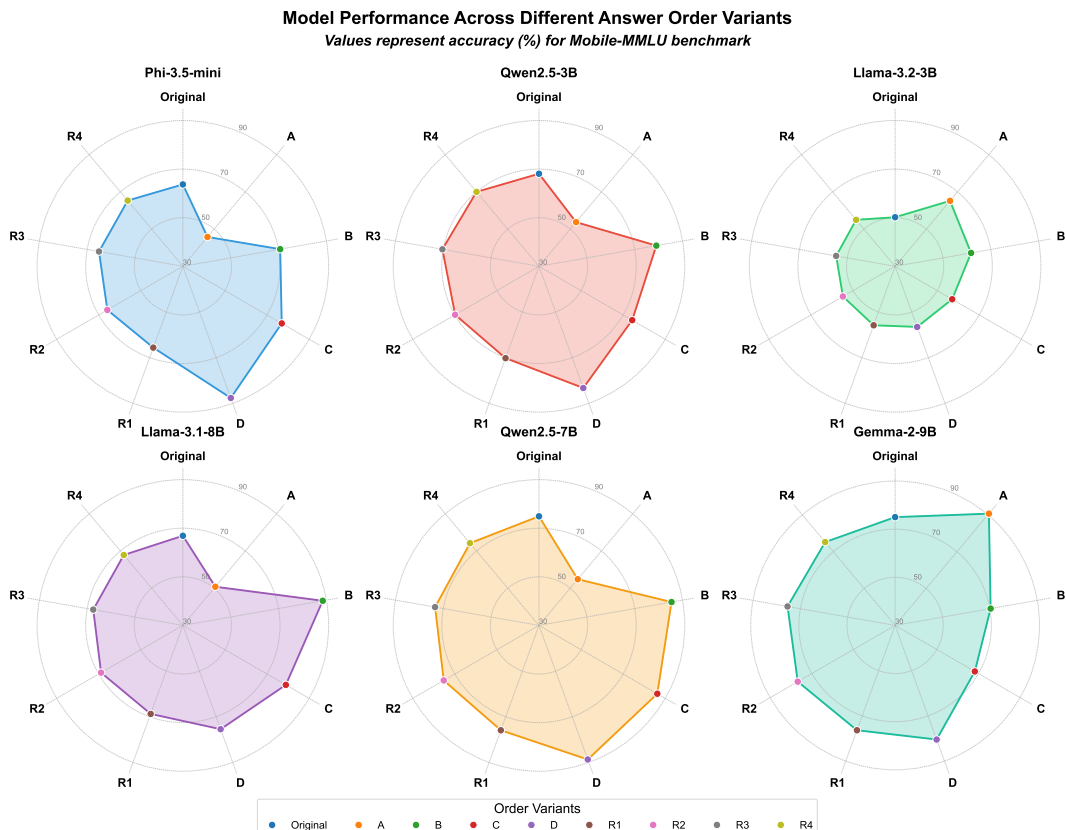 Model Performance Across Different Answer Order Variants
Values represent accuracy (%) for Mobile-MMLU benchmark
Phi-3.5-mini
Original
A
B
C
D
R1
R2
R3
R4
30
50
70
90
Qwen2.5-3B
Original
A
B
C
D
R1
R2
R3
R4
30
50
70
90
Llama-3.2-3B
Original
A
B
C
D
R1
R2
R3
R4
30
50
70
90
Llama-3.1-8B
Original
A
B
C
D
R1
R2
R3
R4
30
50
70
90
Qwen2.5-7B
Original
A
B
C
D
R1
R2
R3
R4
30
50
70
90
Gemma-2-9B
Original
A
B
C
D
R1
R2
R3
R4
30
50
70
90
Order Variants
Original A B C D R1 R2 R3 R4